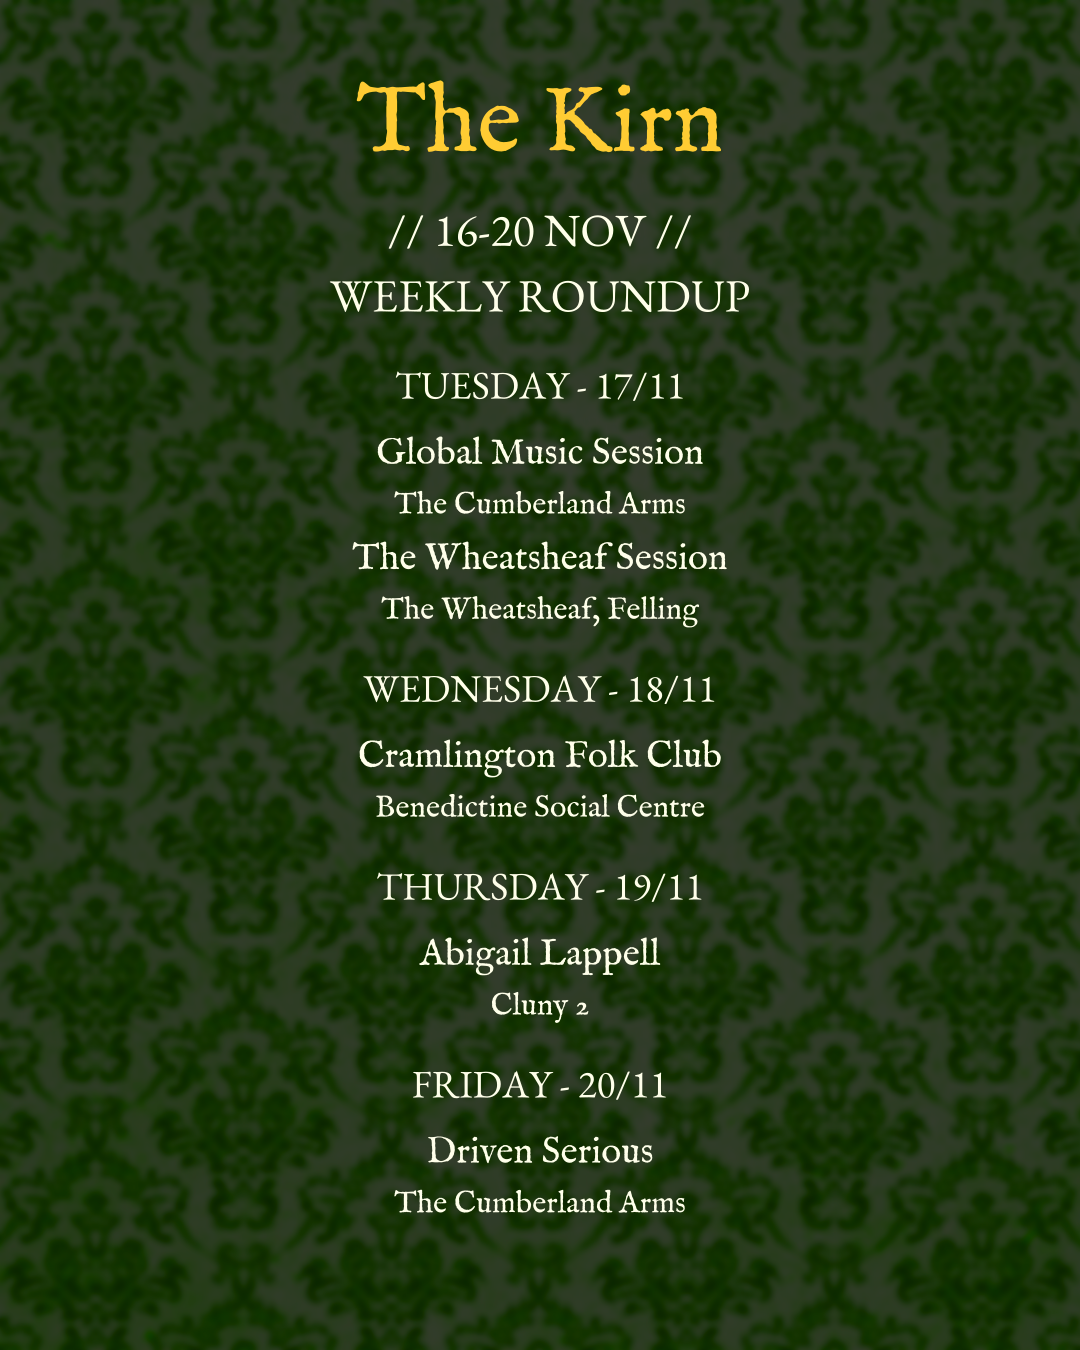 The Kirn
// 16-20 NOV //
WEEKLY ROUNDUP
TUESDAY - 17/11
Global Music Session
The Cumberland Arms
The Wheatsheaf Session
The Wheatsheaf, Felling
WEDNESDAY - 18/11
Cramlington Folk Club
Benedictine Social Centre
THURSDAY - 19/11
Abigail Lappell
Cluny 2
FRIDAY - 20/11
Driven Serious
The Cumberland Arms